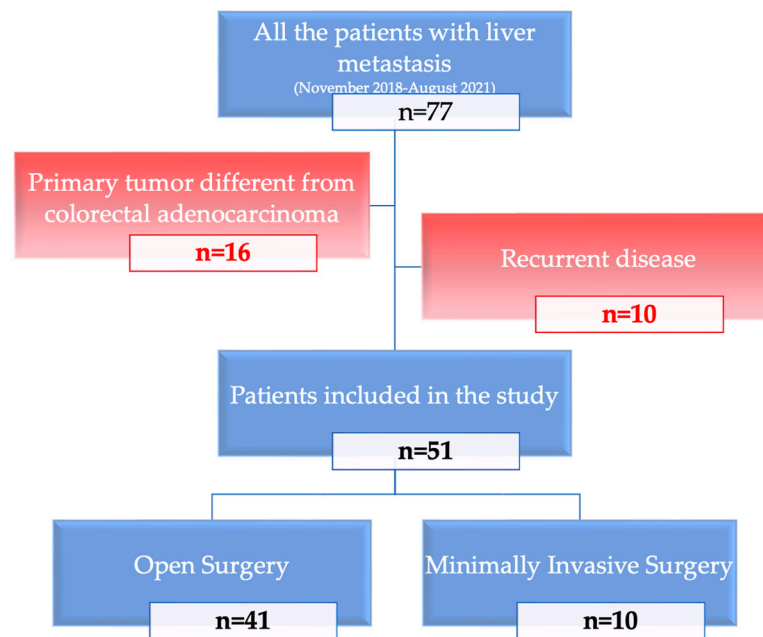 All the patients with liver
metastasis
(November 2018-August 2021)
n=77
Primary tumor different from
colorectal adenocarcinoma
n=16
Recurrent disease
n=10
Patients included in the study
n=51
Open Surgery
n=41
Minimally Invasive Surgery
n=10